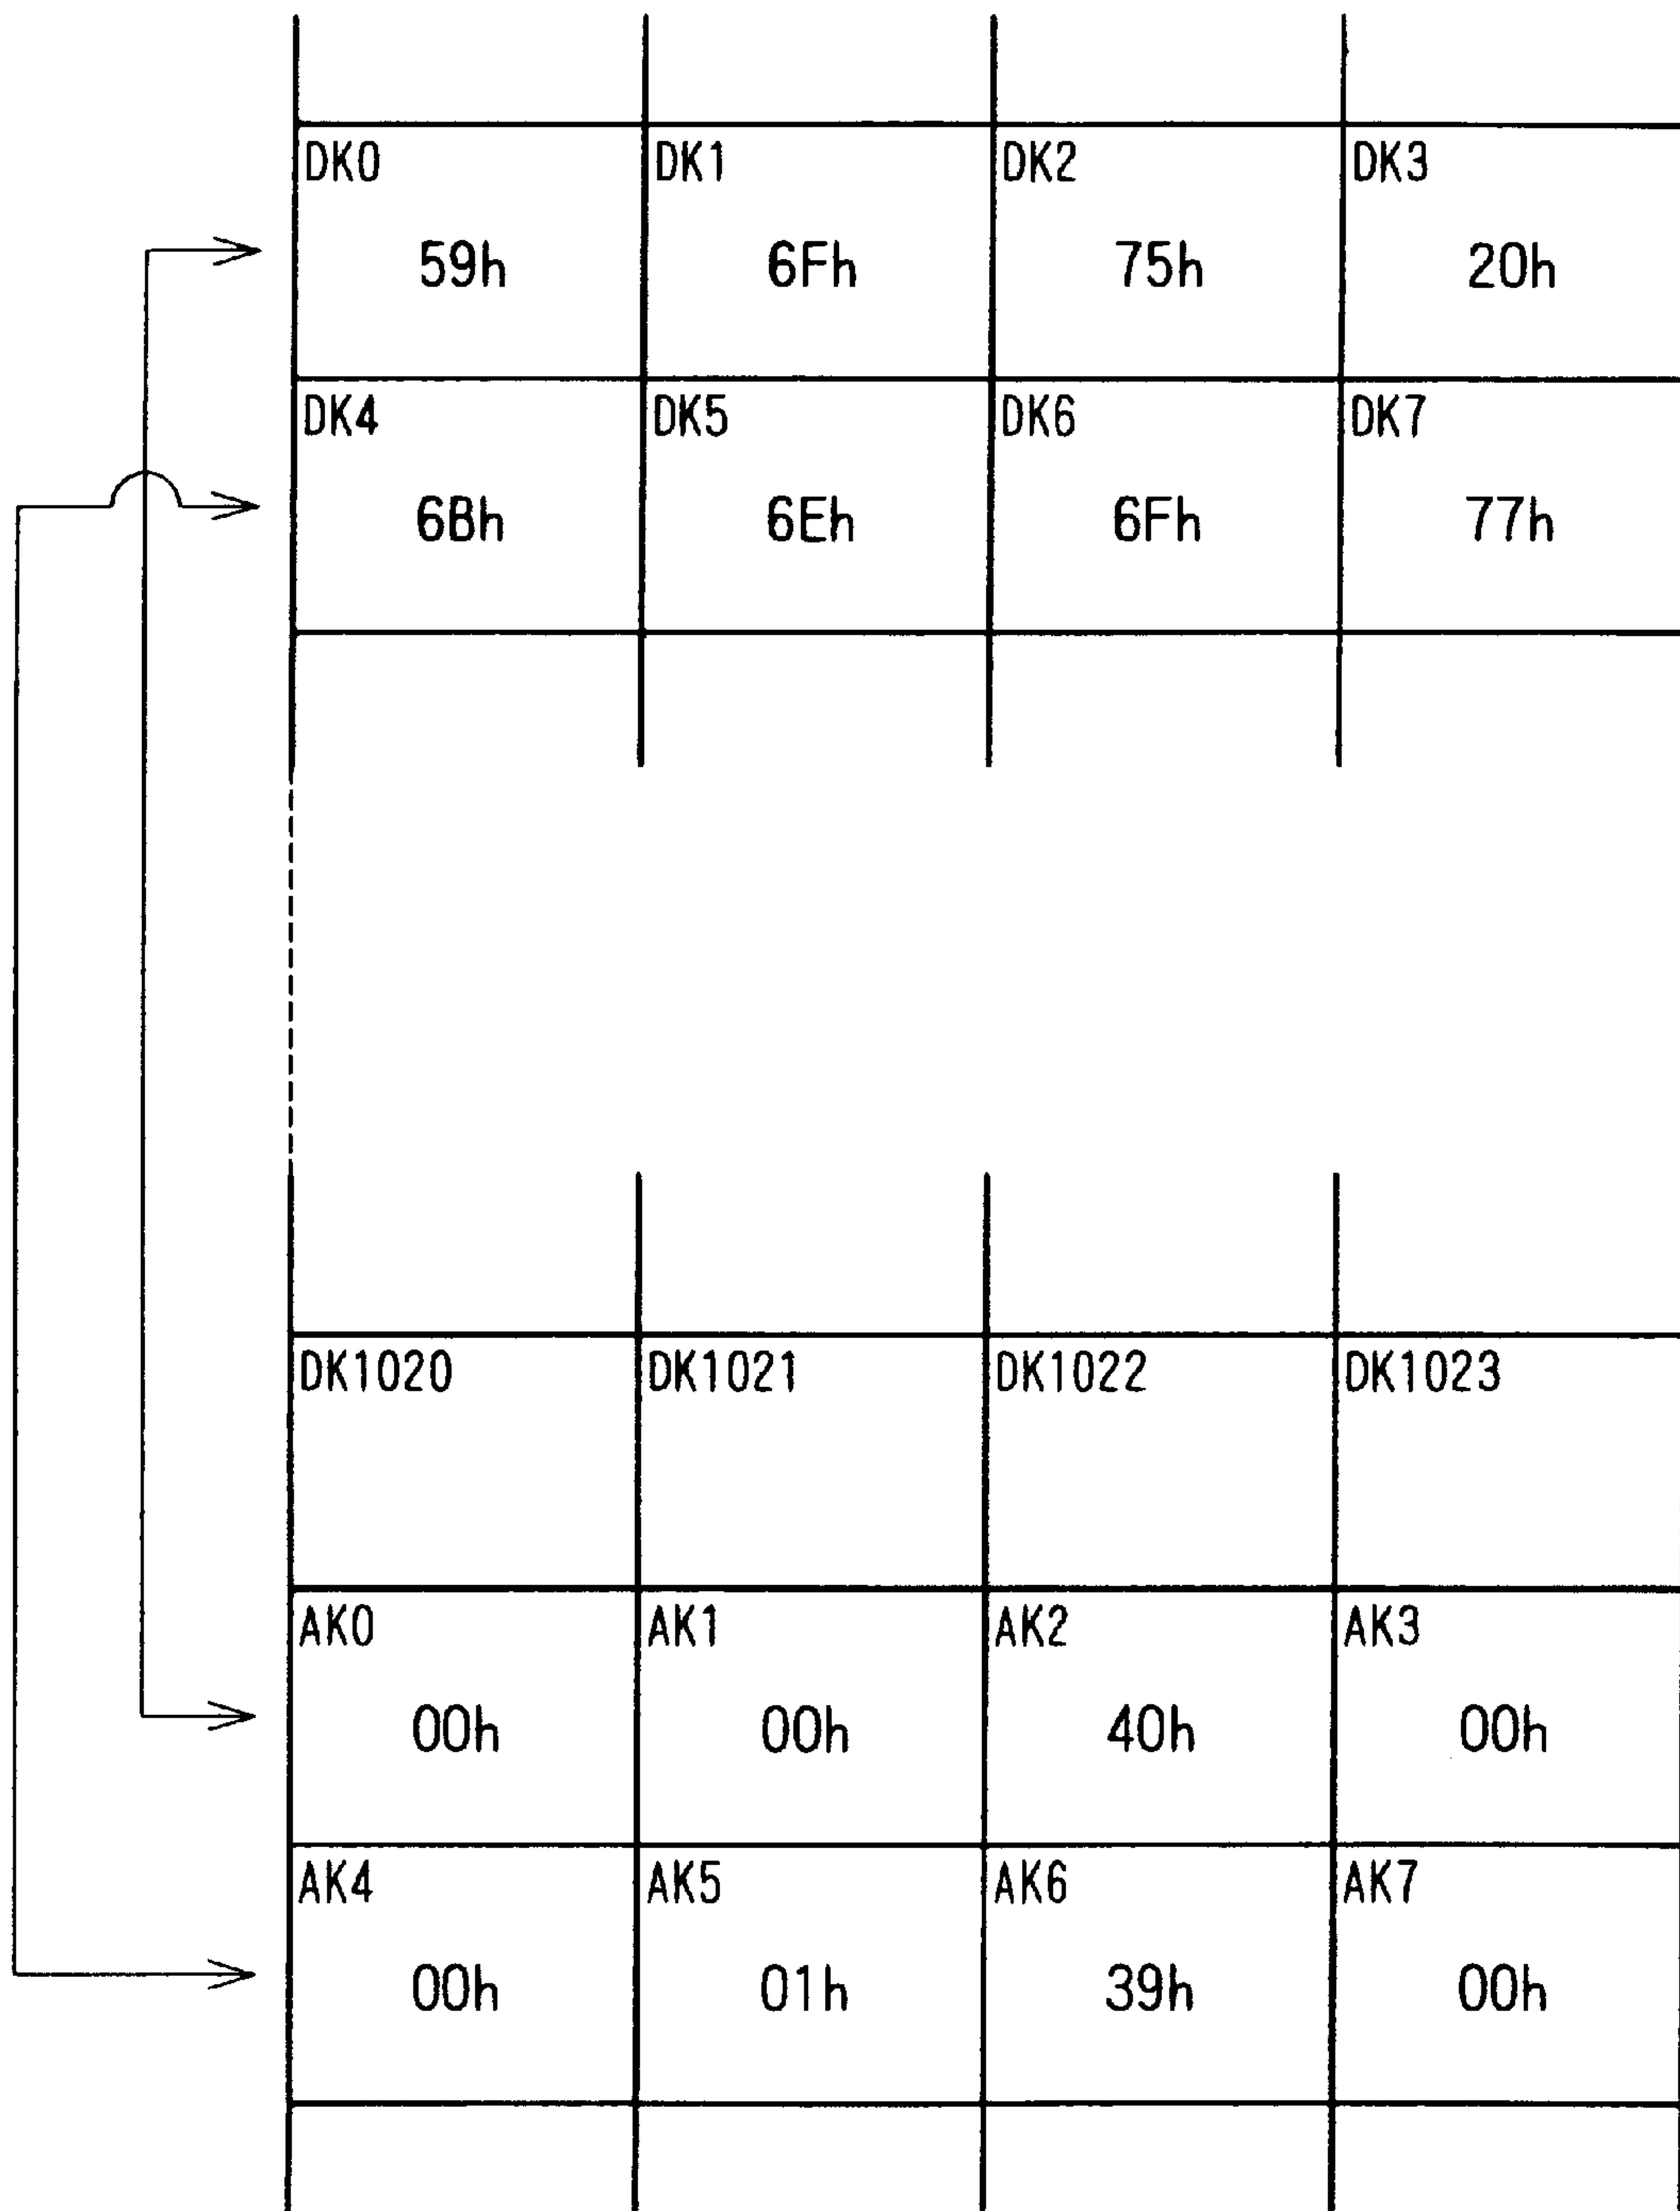 DK0 DK1 DK2 DK3
59h 6Fh 75h 20h
DK4 DK5 DK6 DK7
6Bh 6Eh 6Fh 77h
DK1020 DK1021 DK1022 DK1023
AK0 AK1 AK2 AK3
00h 00h 40h 00h
AK4 AK5 AK6 AK7
00h 01h 39h 00h